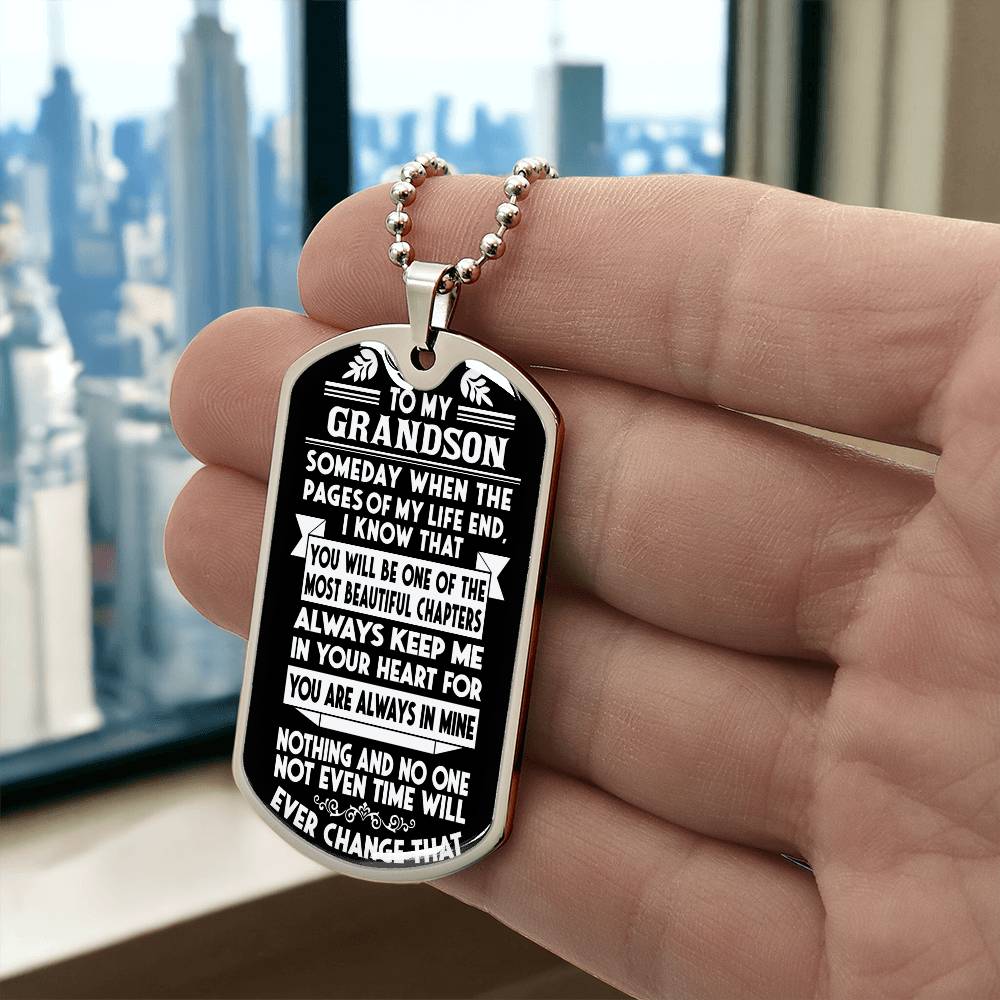 TO MY
GRANDSON
SOMEDAY WHEN THE
PAGES OF MY LIFE END,
I KNOW THAT
YOU WILL BE ONE OF THE
MOST BEAUTIFUL CHAPTERS
ALWAYS KEEP ME
IN YOUR HEART FOR
YOU ARE ALWAYS IN MINE
NOTHING AND NO ONE
NOT EVEN TIME WILL
EVER CHANGE THAT